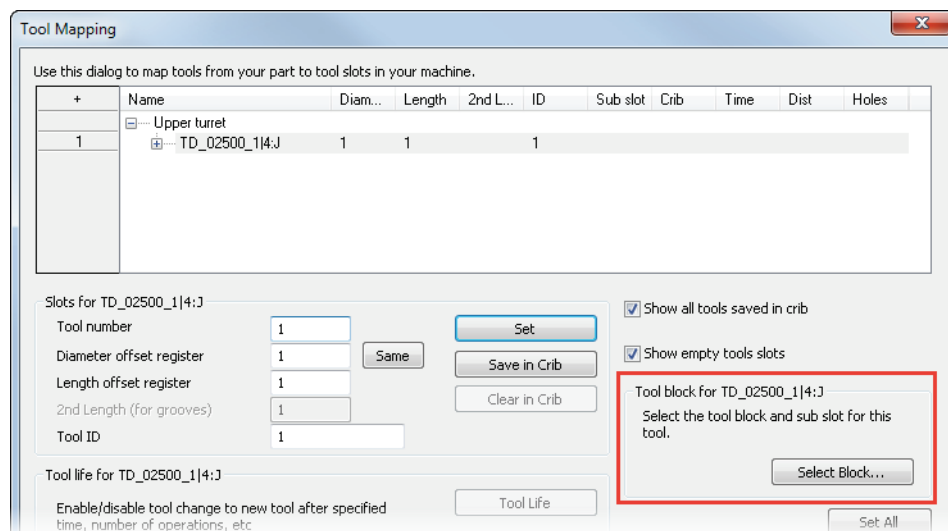 Tool Mapping
Use this dialog to map tools from your part to tool slots in your machine.
+ Name Diam... Length 2nd L... ID Sub slot Crib Time Dist Holes
Upper turret
1 TD_02500_1|4:J 1 1 1
Slots for TD_02500_1|4:J
Tool number 1
Diameter offset register 1
Length offset register 1
2nd Length (for grooves) 1
Tool ID 1
Same
Set
Save in Crib
Clear in Crib
Show all tools saved in crib
Show empty tools slots
Tool block for TD_02500_1|4:J
Select the tool block and sub slot for this
tool.
Select Block...
Tool life for TD_02500_1|4:J
Enable/disable tool change to new tool after specified
time, number of operations, etc
Tool Life
Set All